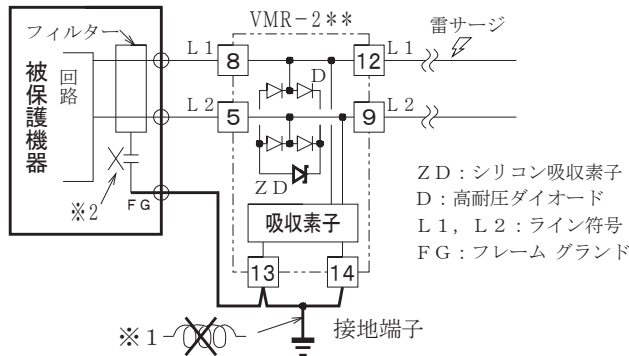 VMR-2**
フィルター
雷サージ
L1
8
12
L1
D
被保護機器
回路
L2
5
9
L2
ZD
※2
FG
吸収素子
13
14
ZD：シリコン吸収素子
D：高耐圧ダイオード
L1，L2：ライン符号
FG：フレーム グランド
※1
接地端子